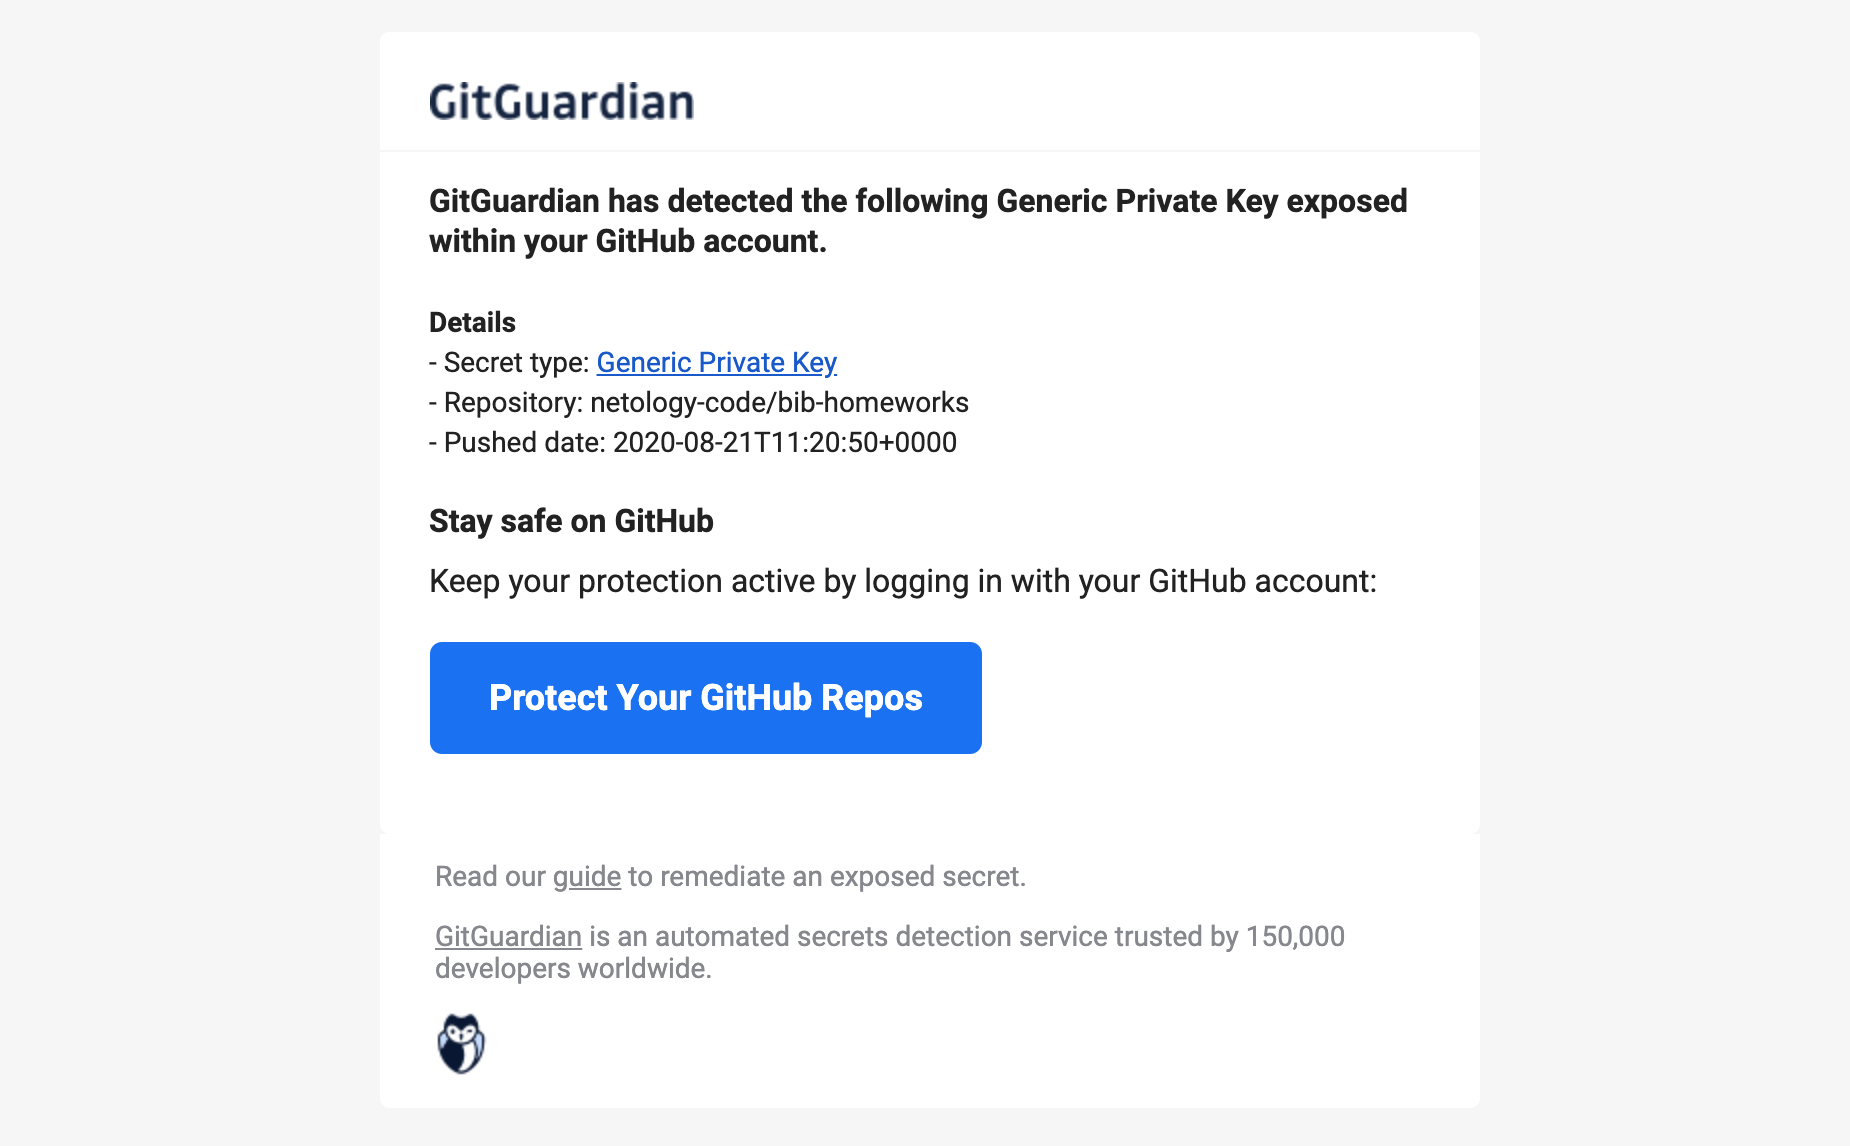 GitGuardian
GitGuardian has detected the following Generic Private Key exposed
within your GitHub account.
Details
- Secret type: Generic Private Key
- Repository: netology-code/bib-homeworks
- Pushed date: 2020-08-21T11:20:50+0000
Stay safe on GitHub
Keep your protection active by logging in with your GitHub account:
Protect Your GitHub Repos
Read our guide to remediate an exposed secret.
GitGuardian is an automated secrets detection service trusted by 150,000
developers worldwide.